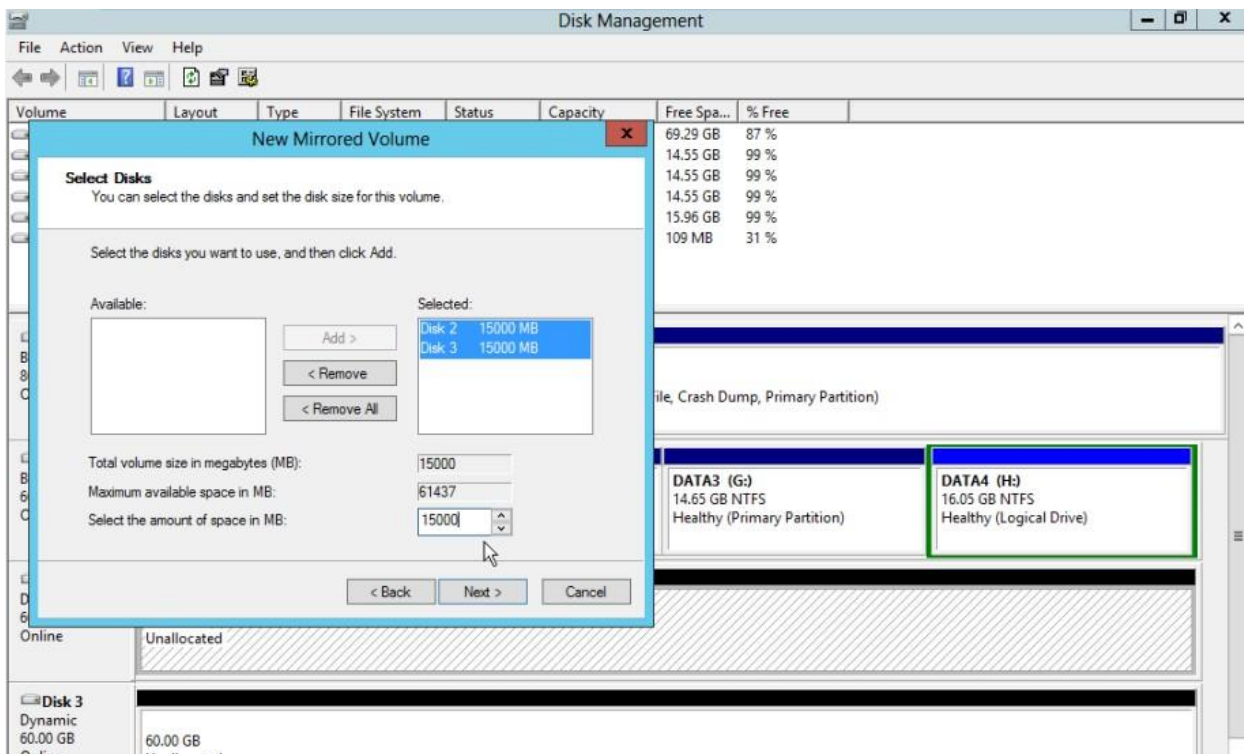 Disk Management
File Action View Help
Volume Layout Type File System Status Capacity Free Spa... % Free
69.29 GB 87 %
14.55 GB 99 %
14.55 GB 99 %
14.55 GB 99 %
15.96 GB 99 %
109 MB 31 %
New Mirrored Volume
Select Disks
You can select the disks and set the disk size for this volume.
Select the disks you want to use, and then click Add.
Available:
Selected:
Disk 2 15000 MB
Disk 3 15000 MB
Add >
< Remove
< Remove All
Total volume size in megabytes (MB): 15000
Maximum available space in MB: 61437
Select the amount of space in MB: 15000
< Back Next > Cancel
ile, Crash Dump, Primary Partition)
DATA3 (G:)
14.65 GB NTFS
Healthy (Primary Partition)
DATA4 (H:)
16.05 GB NTFS
Healthy (Logical Drive)
Online
Unallocated
Disk 3
Dynamic
60.00 GB
60.00 GB